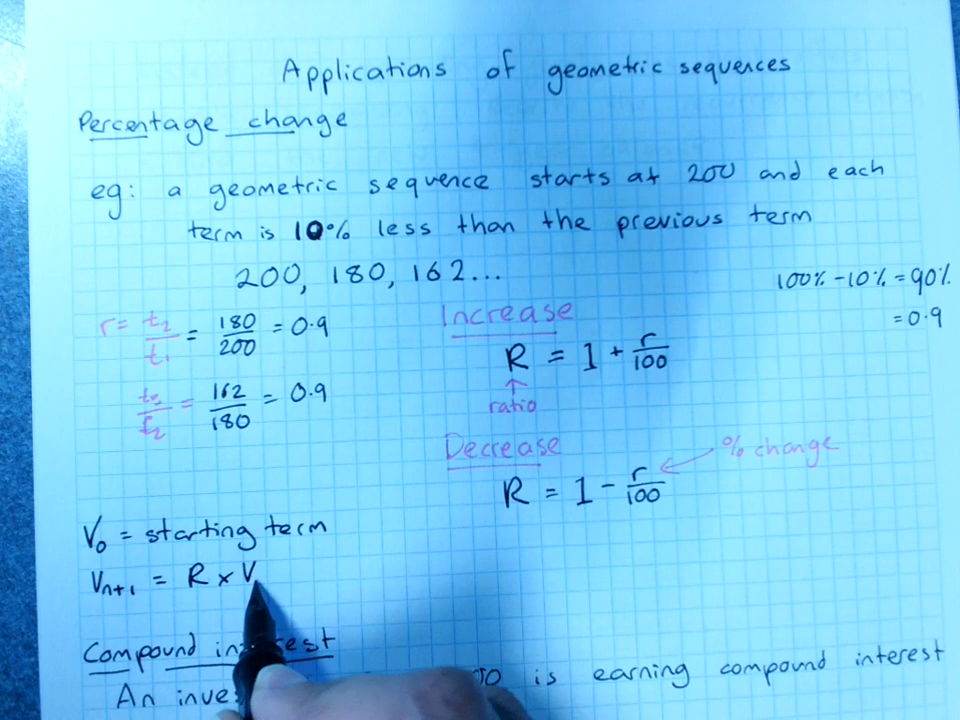 Applications of geometric sequences
Percentage change
eg: a geometric sequence starts at 200 and each
term is 10% less than the previous term
200, 180, 162...
100% - 10% = 90%
= 0.9
r = t₂/t₁ = 180/200 = 0.9
t₃/t₂ = 162/180 = 0.9
Increase
R = 1 + r/100
↑
ratio
Decrease
% change
R = 1 - r/100
V₀ = starting term
Vₙ₊₁ = R × V
Compound
An is earning compound interest